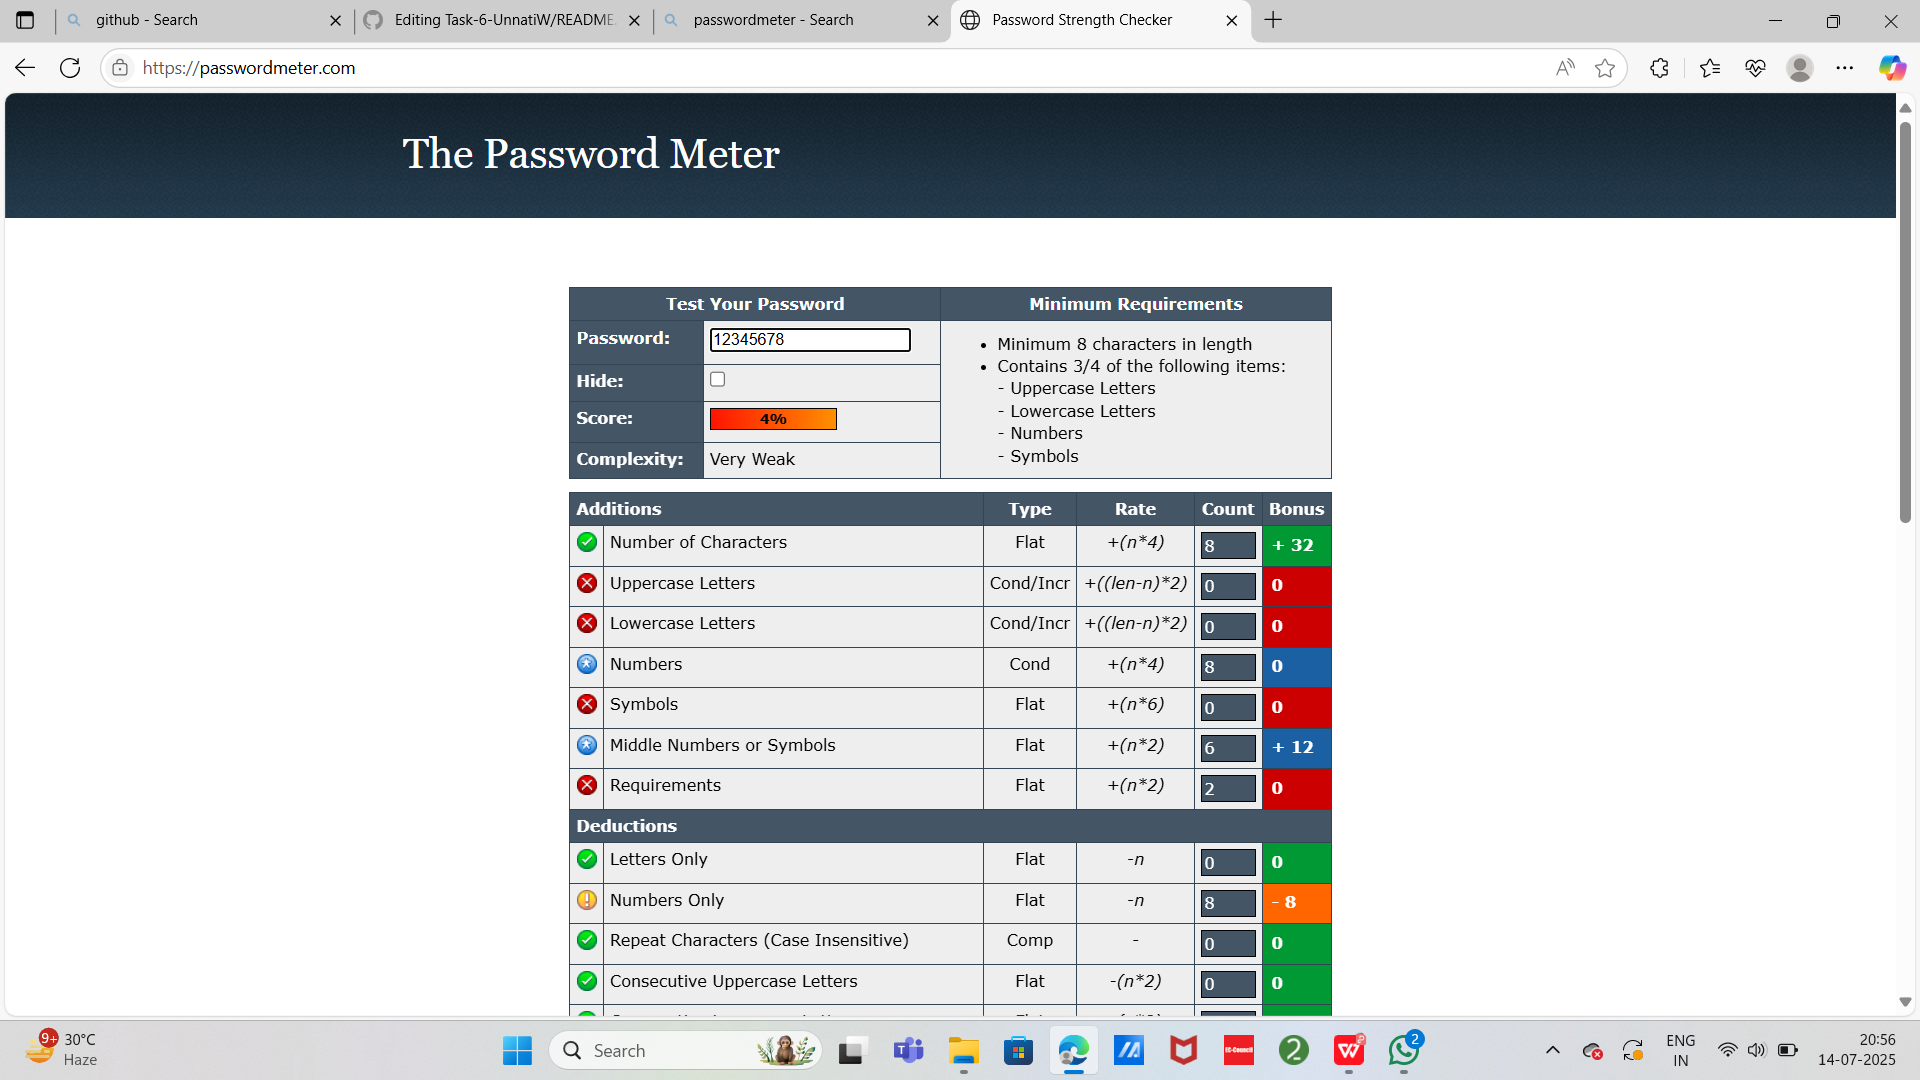 github - Search
Editing Task-6-UnnatiW/README.
passwordmeter - Search
Password Strength Checker
https://passwordmeter.com
The Password Meter
Test Your Password
Minimum Requirements
Password:
12345678
Hide:
Score:
4%
Complexity:
Very Weak
• Minimum 8 characters in length
• Contains 3/4 of the following items:
- Uppercase Letters
- Lowercase Letters
- Numbers
- Symbols
Additions Type Rate Count Bonus
Number of Characters Flat +(n*4) 8 + 32
Uppercase Letters Cond/Incr +((len-n)*2) 0 0
Lowercase Letters Cond/Incr +((len-n)*2) 0 0
Numbers Cond +(n*4) 8 0
Symbols Flat +(n*6) 0 0
Middle Numbers or Symbols Flat +(n*2) 6 + 12
Requirements Flat +(n*2) 2 0
Deductions
Letters Only Flat -n 0 0
Numbers Only Flat -n 8 - 8
Repeat Characters (Case Insensitive) Comp - 0 0
Consecutive Uppercase Letters Flat -(n*2) 0 0
9+
30°C
Haze
Search
EC-Council
2
2
ENG
IN
20:56
14-07-2025